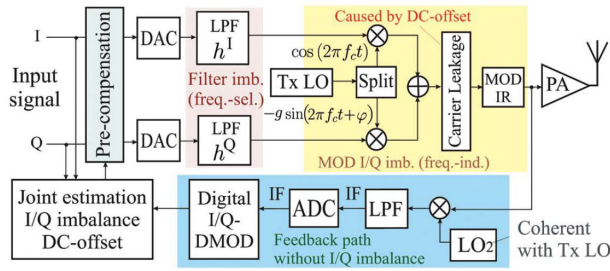 I
Input
signal
Q
Pre-compensation
DAC
DAC
LPF
h^I
Filter imb.
(freq.-sel.)
LPF
h^Q
cos(2πf_c t)
Tx LO
Split
-g sin(2πf_c t+φ)
Caused by DC-offset
Carrier Leakage
MOD
IR
PA
MOD I/Q imb. (freq.-ind.)
Joint estimation
I/Q imbalance
DC-offset
Digital
I/Q-
DMOD
IF
ADC
IF
LPF
LO2
Feedback path
without I/Q imbalance
Coherent
with Tx LO